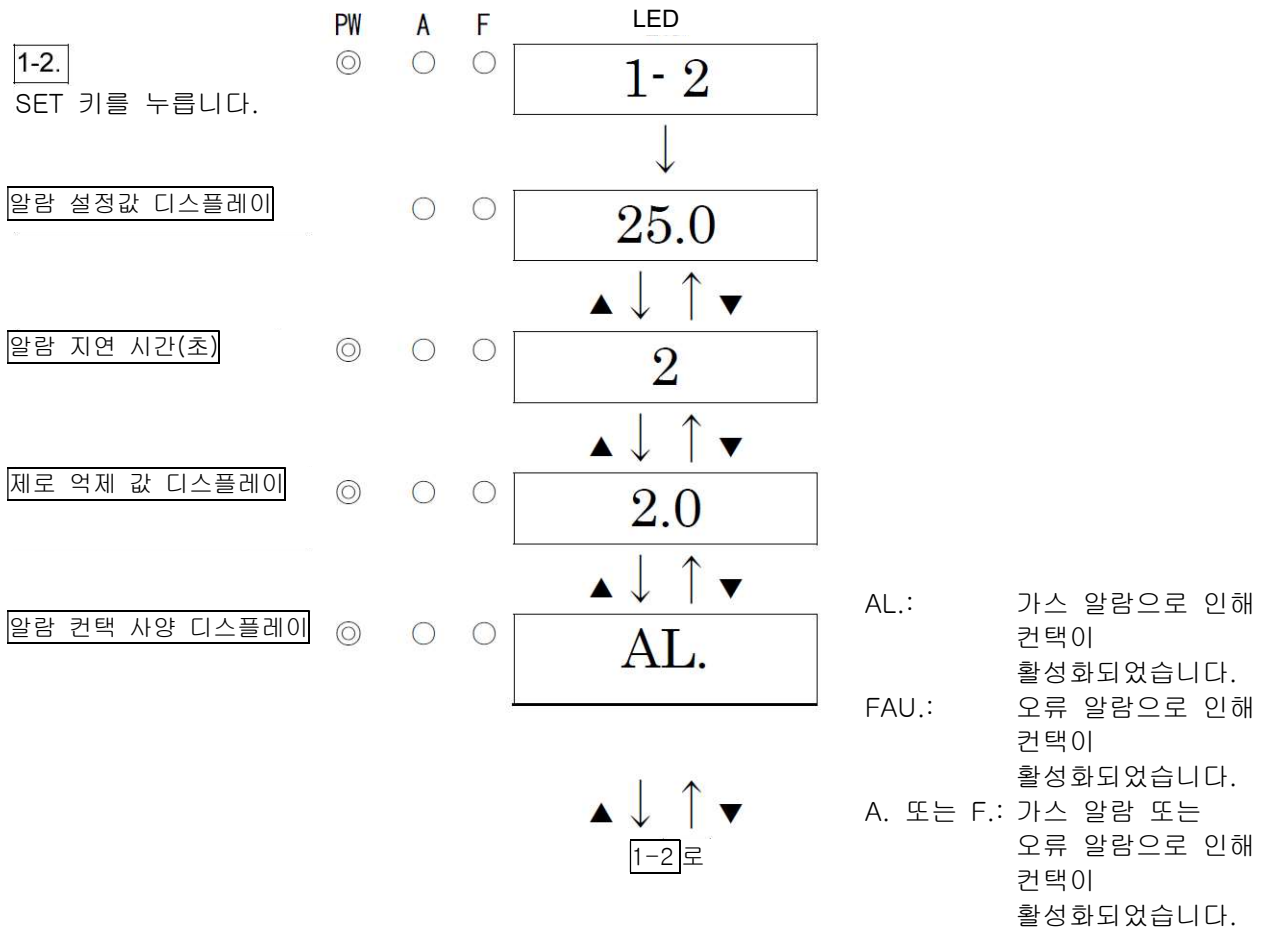 PW A F LED
1-2. ◎ ○ ○ 1- 2
SET 키를 누릅니다.
↓
알람 설정값 디스플레이 ○ ○ 25.0
▲ ↓ ↑ ▼
알람 지연 시간(초) ◎ ○ ○ 2
▲ ↓ ↑ ▼
제로 억제 값 디스플레이 ◎ ○ ○ 2.0
▲ ↓ ↑ ▼
알람 컨택 사양 디스플레이 ◎ ○ ○ AL.
▲ ↓ ↑ ▼
1-2로
AL.: 가스 알람으로 인해
컨택이
활성화되었습니다.
FAU.: 오류 알람으로 인해
컨택이
활성화되었습니다.
A. 또는 F.: 가스 알람 또는
오류 알람으로 인해
컨택이
활성화되었습니다.